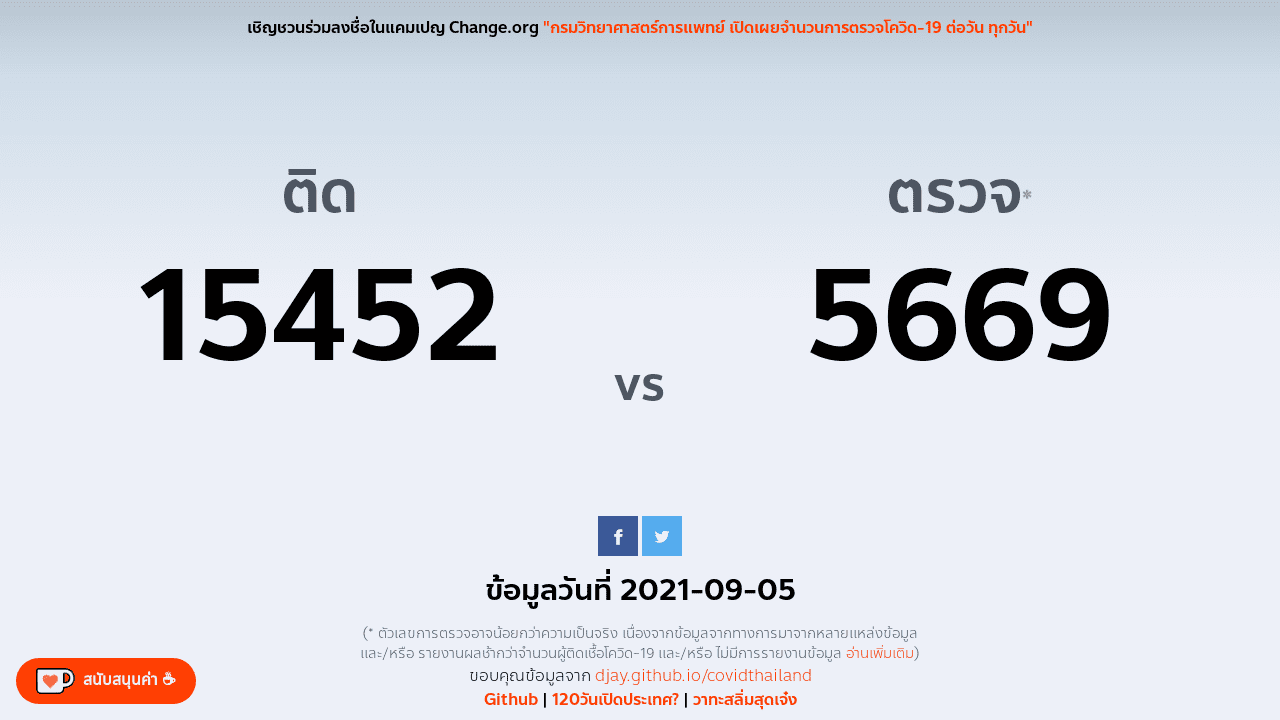 เชิญชวนร่วมลงชื่อในแคมเปญ Change.org "กรมวิทยาศาสตร์การแพทย์ เปิดเผยจำนวนการตรวจโควิด-19 ต่อวัน ทุกวัน"
ติด
15452
vs
ตรวจ*
5669
ข้อมูลวันที่ 2021-09-05
(* ตัวเลขการตรวจอาจน้อยกว่าความเป็นจริง เนื่องจากข้อมูลจากทางการมาจากหลายแหล่งข้อมูล
และ/หรือ รายงานผลช้ากว่าจำนวนผู้ติดเชื้อโควิด-19 และ/หรือ ไม่มีการรายงานข้อมูล อ่านเพิ่มเติม)
ขอบคุณข้อมูลจาก djay.github.io/covidthailand
Github | 120วันเปิดประเทศ? | วาทะสลิ่มสุดเจ๋ง
สนับสนุนค่า ☕